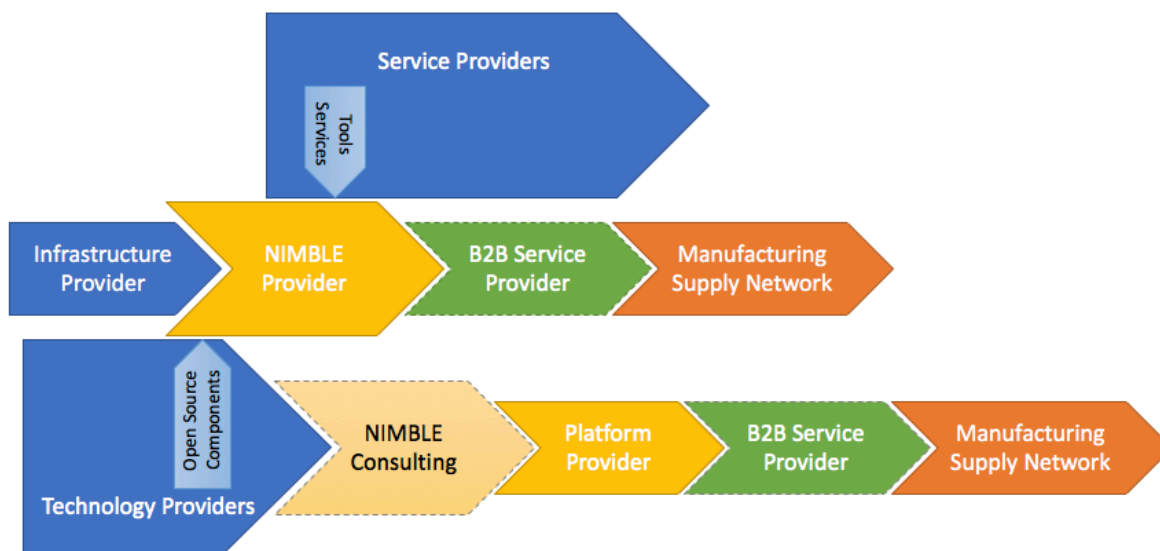 Service Providers
Tools
Services
Infrastructure
Provider
NIMBLE
Provider
B2B Service
Provider
Manufacturing
Supply Network
Open Source
Components
Technology Providers
NIMBLE
Consulting
Platform
Provider
B2B Service
Provider
Manufacturing
Supply Network